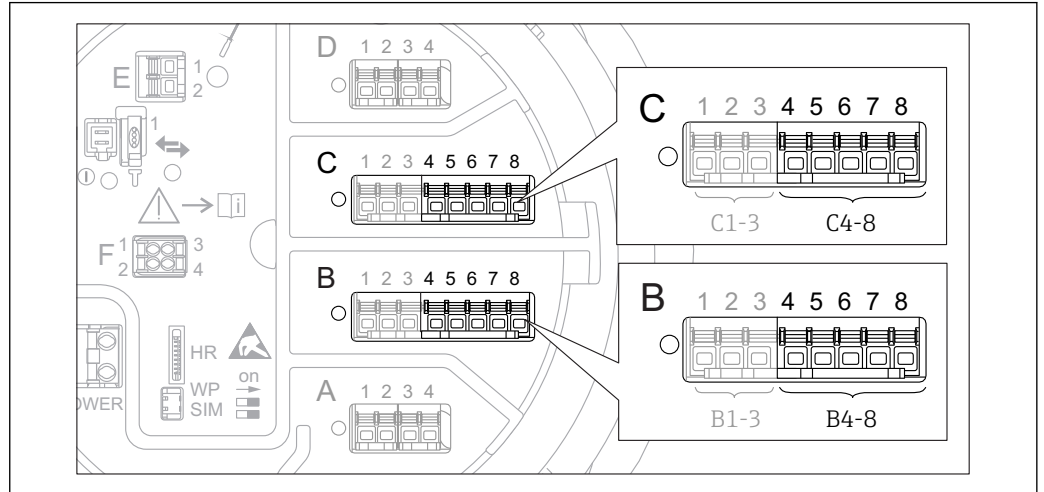 D 1 2 3 4
E 1
2
1
C 1 2 3 4 5 6 7 8
i
F 1 3
2 4
B 1 2 3 4 5 6 7 8
HR
WP on
SIM
OWER
A 1 2 3 4
C 1 2 3 4 5 6 7 8
C1-3 C4-8
B 1 2 3 4 5 6 7 8
B1-3 B4-8